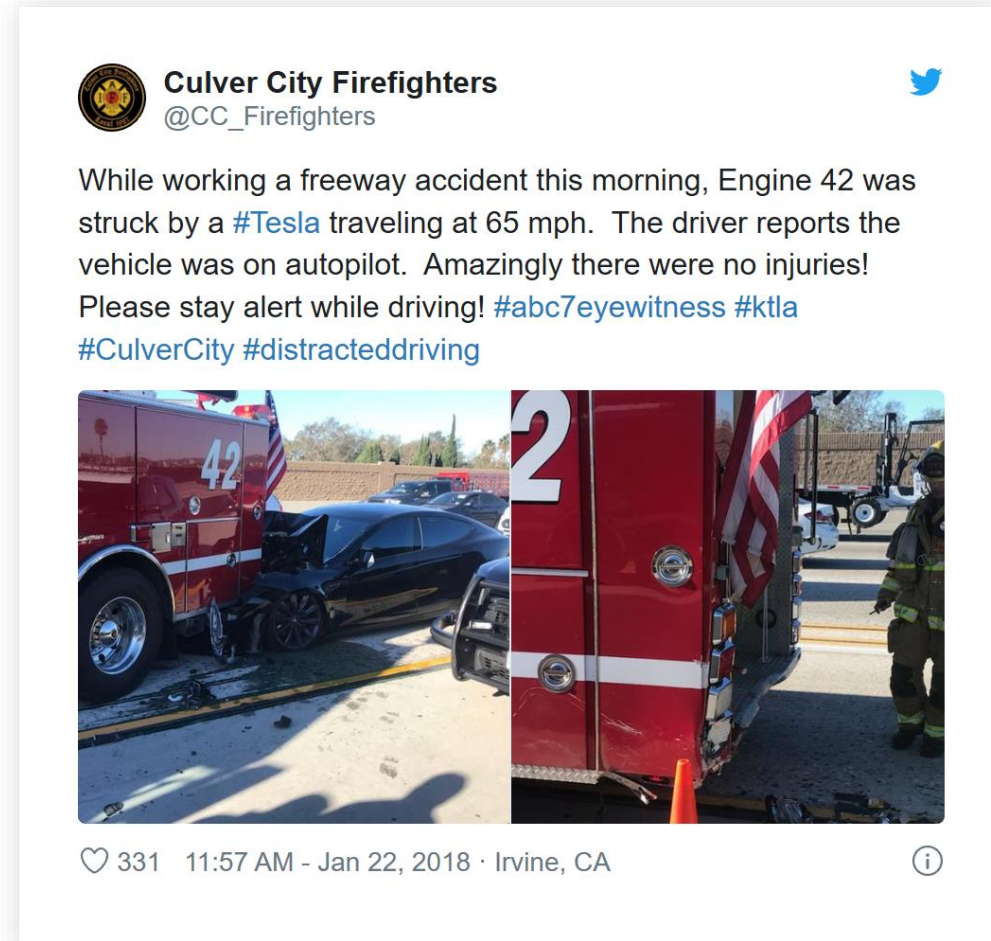 Culver City Firefighters
@CC_Firefighters
While working a freeway accident this morning, Engine 42 was
struck by a #Tesla traveling at 65 mph.  The driver reports the
vehicle was on autopilot.  Amazingly there were no injuries!
Please stay alert while driving! #abc7eyewitness #ktla
#CulverCity #distracteddriving
42
2
331 11:57 AM - Jan 22, 2018 · Irvine, CA